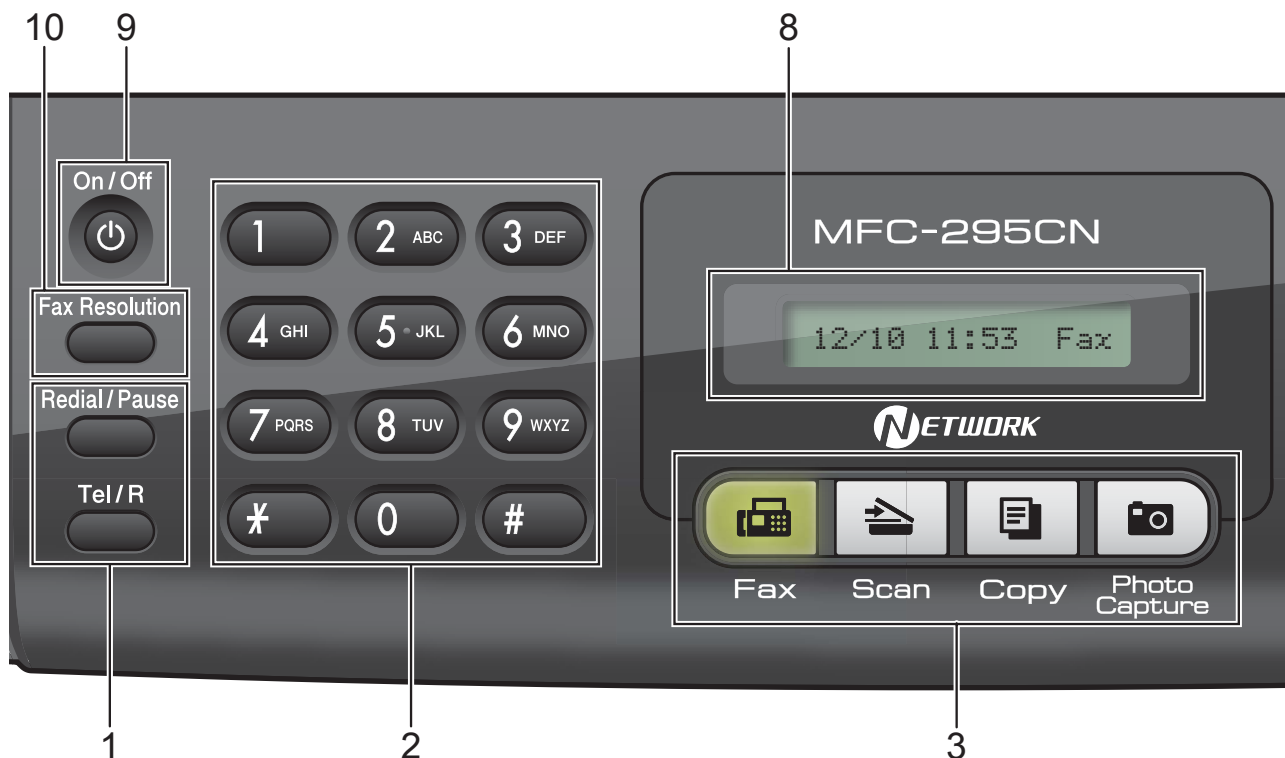 10 9 8
On/Off
Fax Resolution
Redial/Pause
Tel/R
1 2 ABC 3 DEF
4 GHI 5 JKL 6 MNO
7 PQRS 8 TUV 9 WXYZ
* 0 #
MFC-295CN
12/10 11:53 Fax
NETWORK
Fax Scan Copy Photo Capture
1 2 3